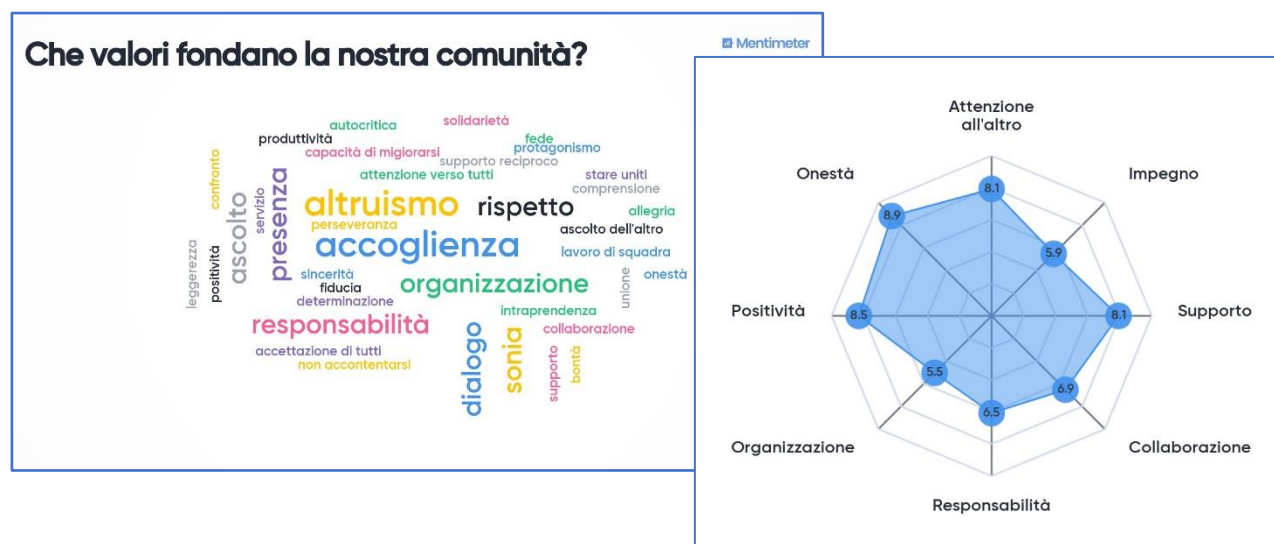 Che valori fondano la nostra comunità?
Mentimeter
autocritica
solidarietà
produttività
fede
capacità di migiorarsi
protagonismo
supporto reciproco
confronto
attenzione verso tutti
stare uniti
comprensione
servizio
presenza
ascolto
altruismo
rispetto
allegria
perseveranza
ascolto dell'altro
accoglienza
lavoro di squadra
leggerezza
positività
sincerità
fiducia
organizzazione
unione
onestà
determinazione
intraprendenza
responsabilità
collaborazione
dialogo
sonia
accettazione di tutti
non accontentarsi
supporto
bontà
Attenzione
all'altro
Onestà
Impegno
8.1
8.9
5.9
Positività
8.5
8.1
Supporto
5.5
6.9
6.5
Organizzazione
Collaborazione
Responsabilità